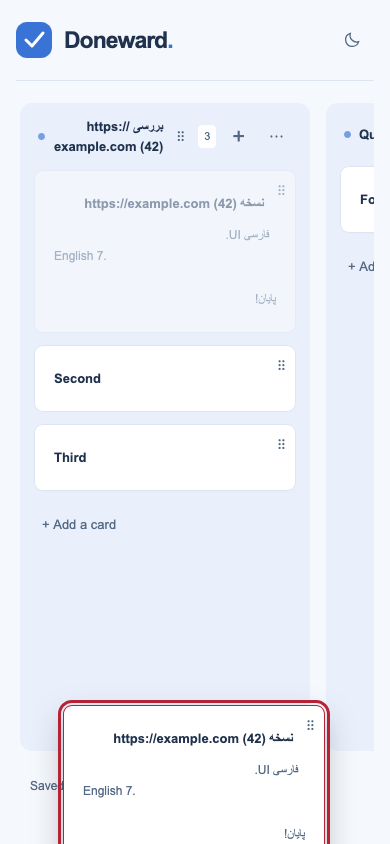 Doneward.
بررسی https://
example.com (42)
3
Qu
نسخه https://example.com (42)
فارسی UI.
English 7.
پایان!
Fo
+ Ad
Second
Third
+ Add a card
Saved
نسخه https://example.com (42)
فارسی UI.
English 7.
پایان!